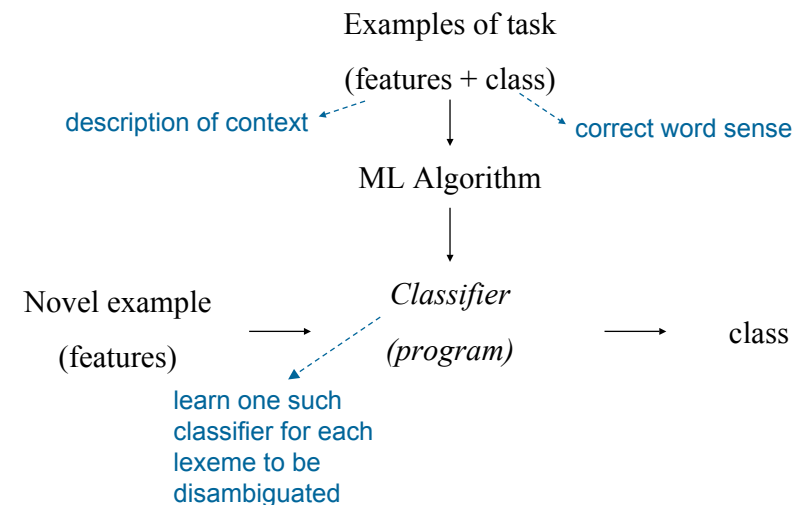 Examples of task
(features + class)
description of context
correct word sense
ML Algorithm
Novel example
(features)
Classifier
(program)
class
learn one such
classifier for each
lexeme to be
disambiguated